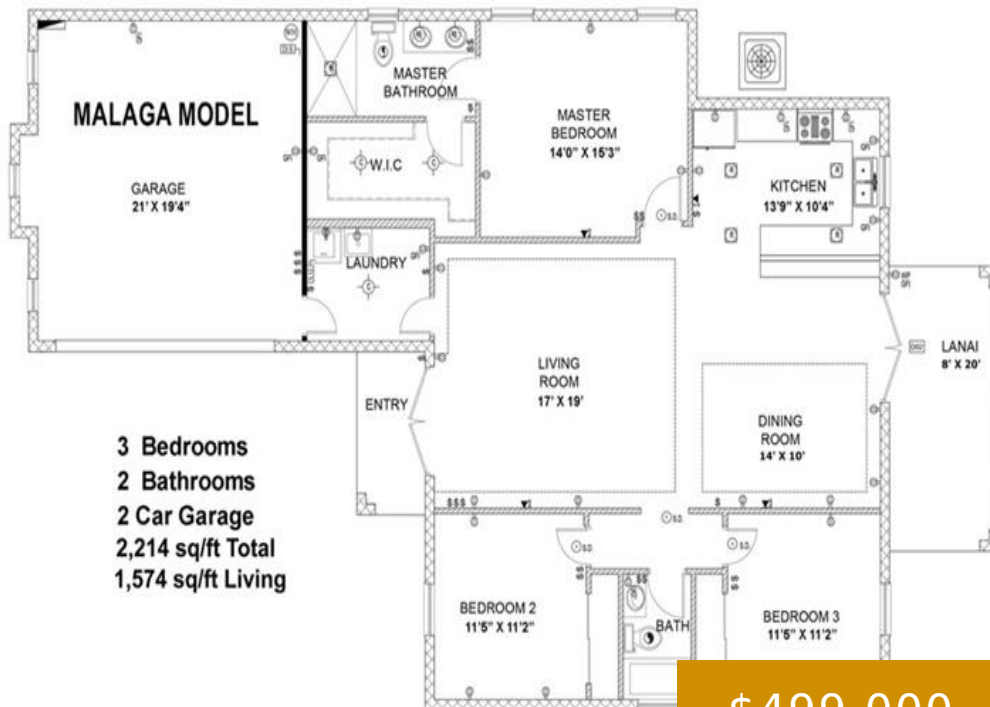 MALAGA MODEL
GARAGE
21' X 19'4"
MASTER
BATHROOM
W.I.C
LAUNDRY
MASTER
BEDROOM
14'0" X 15'3"
KITCHEN
13'9" X 10'4"
LIVING
ROOM
17' X 19'
DINING
ROOM
14' X 10'
LANAI
8' X 20'
ENTRY
3 Bedrooms
2 Bathrooms
2 Car Garage
2,214 sq/ft Total
1,574 sq/ft Living
BEDROOM 2
11'5" X 11'2"
BATH
BEDROOM 3
11'5" X 11'2"
S.D.
S.D.
S.D.
S.D.
$499,000